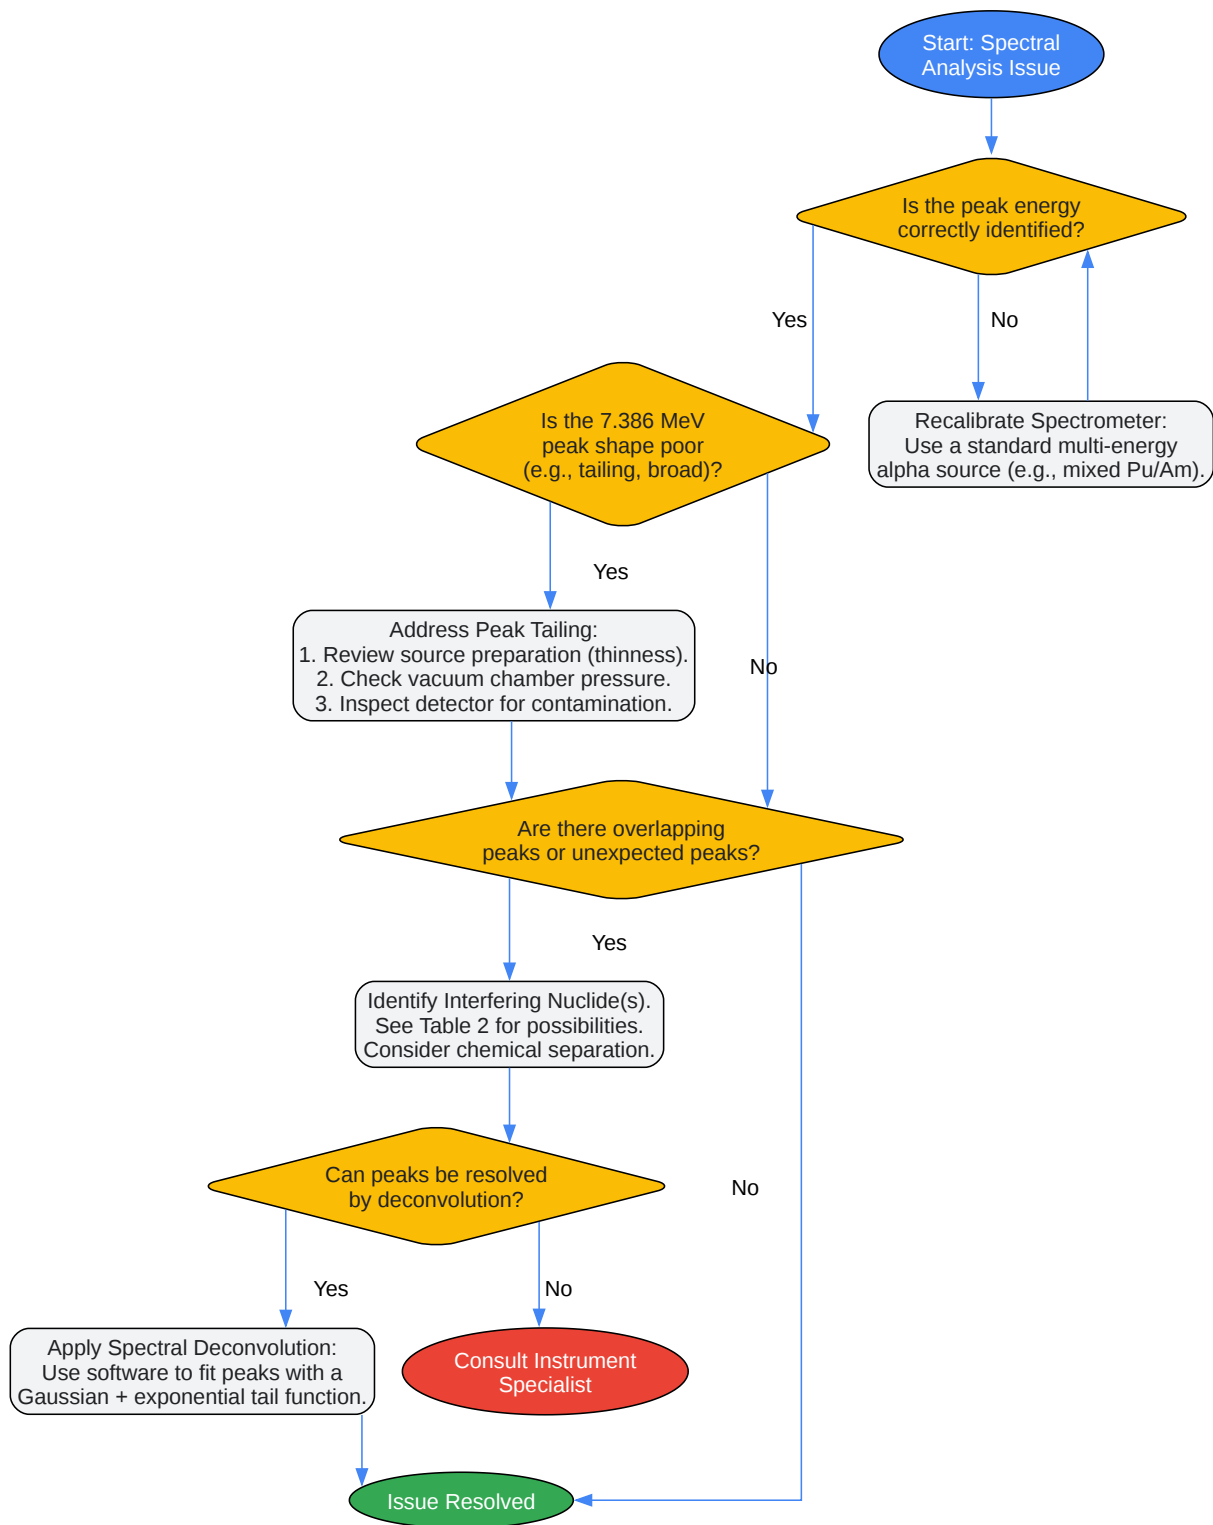 Start: Spectral
Analysis Issue
Is the peak energy
correctly identified?
Yes
No
Is the 7.386 MeV
peak shape poor
(e.g., tailing, broad)?
Recalibrate Spectrometer:
Use a standard multi-energy
alpha source (e.g., mixed Pu/Am).
Yes
Address Peak Tailing:
1. Review source preparation (thinness).
2. Check vacuum chamber pressure.
3. Inspect detector for contamination.
No
Are there overlapping
peaks or unexpected peaks?
Yes
Identify Interfering Nuclide(s).
See Table 2 for possibilities.
Consider chemical separation.
Can peaks be resolved
by deconvolution?
No
Yes
No
Apply Spectral Deconvolution:
Use software to fit peaks with a
Gaussian + exponential tail function.
Consult Instrument
Specialist
Issue Resolved